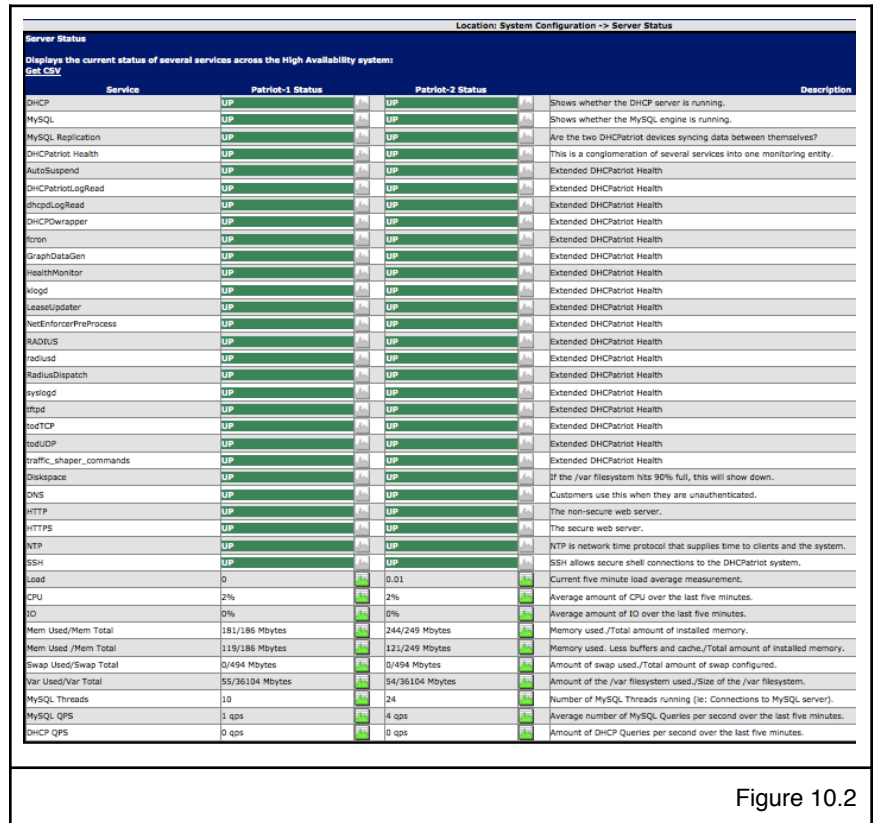 Location: System Configuration -> Server Status
Server Status
Displays the current status of several services across the High Availability system:
Get CSV
Service Patriot-1 Status Patriot-2 Status Description
DHCP UP UP Shows whether the DHCP server is running.
MySQL UP UP Shows whether the MySQL engine is running.
MySQL Replication UP UP Are the two DHCPatriot devices syncing data between themselves?
DHCPatriot Health UP UP This is a conglomeration of several services into one monitoring entity.
AutoSuspend UP UP Extended DHCPatriot Health
DHCPatriotLogRead UP UP Extended DHCPatriot Health
dhcpdLogRead UP UP Extended DHCPatriot Health
DHCPDwrapper UP UP Extended DHCPatriot Health
fcron UP UP Extended DHCPatriot Health
GraphDataGen UP UP Extended DHCPatriot Health
HealthMonitor UP UP Extended DHCPatriot Health
klogd UP UP Extended DHCPatriot Health
LeaseUpdater UP UP Extended DHCPatriot Health
NetEnforcerPreProcess UP UP Extended DHCPatriot Health
RADIUS UP UP Extended DHCPatriot Health
radiusd UP UP Extended DHCPatriot Health
RadiusDispatch UP UP Extended DHCPatriot Health
syslogd UP UP Extended DHCPatriot Health
tftpd UP UP Extended DHCPatriot Health
todTCP UP UP Extended DHCPatriot Health
todUDP UP UP Extended DHCPatriot Health
traffic_shaper_commands UP UP Extended DHCPatriot Health
Diskspace UP UP If the /var filesystem hits 90% full, this will show down.
DNS UP UP Customers use this when they are unauthenticated.
HTTP UP UP The non-secure web server.
HTTPS UP UP The secure web server.
NTP UP UP NTP is network time protocol that supplies time to clients and the system.
SSH UP UP SSH allows secure shell connections to the DHCPatriot system.
Load 0 0.01 Current five minute load average measurement.
CPU 2% 2% Average amount of CPU over the last five minutes.
IO 0% 0% Average amount of IO over the last five minutes.
Mem Used/Mem Total 181/186 Mbytes 244/249 Mbytes Memory used./Total amount of installed memory.
Mem Used /Mem Total 119/186 Mbytes 121/249 Mbytes Memory used. Less buffers and cache./Total amount of installed memory.
Swap Used/Swap Total 0/494 Mbytes 0/494 Mbytes Amount of swap used./Total amount of swap configured.
Var Used/Var Total 55/36104 Mbytes 54/36104 Mbytes Amount of the /var filesystem used./Size of the /var filesystem.
MySQL Threads 10 24 Number of MySQL Threads running (ie: Connections to MySQL server).
MySQL QPS 1 qps 4 qps Average number of MySQL Queries per second over the last five minutes.
DHCP QPS 0 qps 0 qps Amount of DHCP Queries per second over the last five minutes.
Figure 10.2